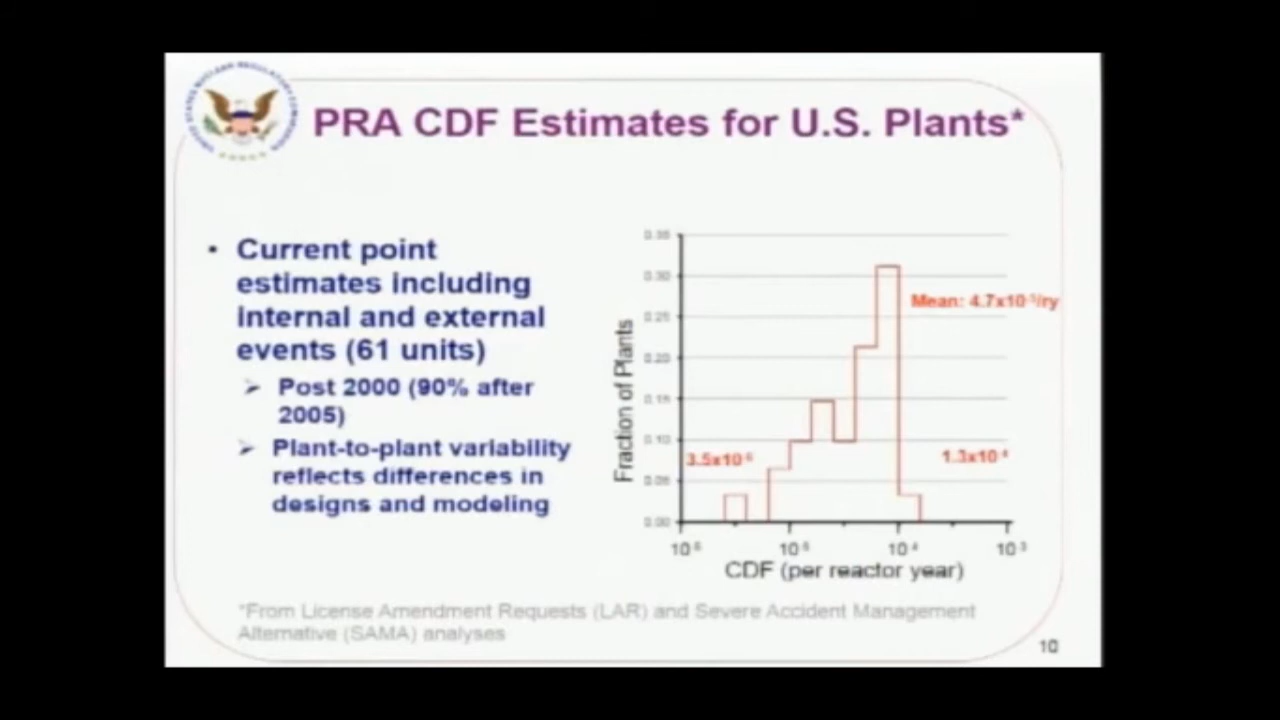 PRA CDF Estimates for U.S. Plants*
• Current point
estimates including
internal and external
events (61 units)
➢ Post 2000 (90% after
2005)
➢ Plant-to-plant variability
reflects differences in
designs and modeling
Fraction of Plants
0.35
0.30
0.25
0.20
0.15
0.10
0.05
0.00
Mean: 4.7x10⁻⁵/ry
3.5x10⁻⁶
1.3x10⁻⁴
10⁻⁶ 10⁻⁵ 10⁻⁴ 10⁻³
CDF (per reactor year)
*From License Amendment Requests (LAR) and Severe Accident Management
Alternative (SAMA) analyses
10